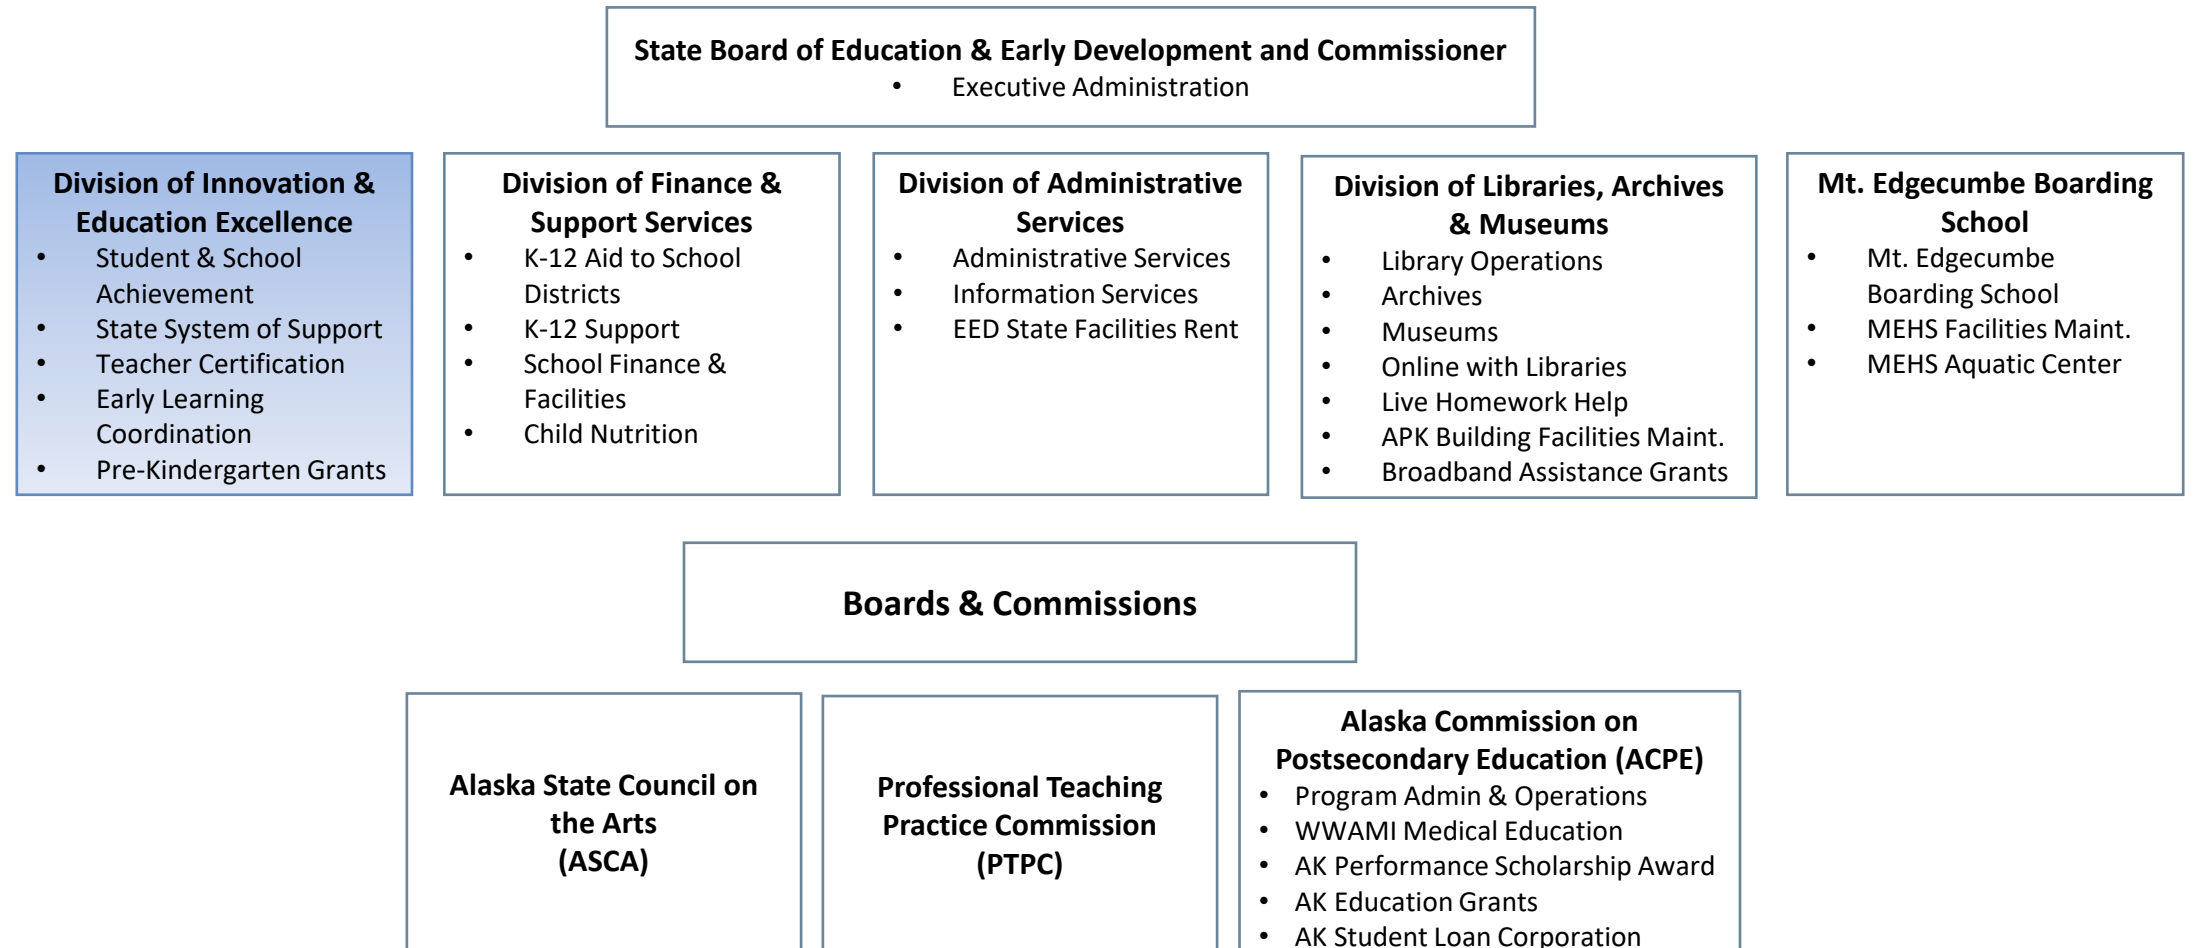 State Board of Education & Early Development and Commissioner
• Executive Administration
Division of Innovation &
Education Excellence
• Student & School
Achievement
• State System of Support
• Teacher Certification
• Early Learning
Coordination
• Pre-Kindergarten Grants
Division of Finance &
Support Services
• K-12 Aid to School
Districts
• K-12 Support
• School Finance &
Facilities
• Child Nutrition
Division of Administrative
Services
• Administrative Services
• Information Services
• EED State Facilities Rent
Division of Libraries, Archives
& Museums
• Library Operations
• Archives
• Museums
• Online with Libraries
• Live Homework Help
• APK Building Facilities Maint.
• Broadband Assistance Grants
Mt. Edgecumbe Boarding
School
• Mt. Edgecumbe
Boarding School
• MEHS Facilities Maint.
• MEHS Aquatic Center
Boards & Commissions
Alaska State Council on
the Arts
(ASCA)
Professional Teaching
Practice Commission
(PTPC)
Alaska Commission on
Postsecondary Education (ACPE)
• Program Admin & Operations
• WWAMI Medical Education
• AK Performance Scholarship Award
• AK Education Grants
• AK Student Loan Corporation